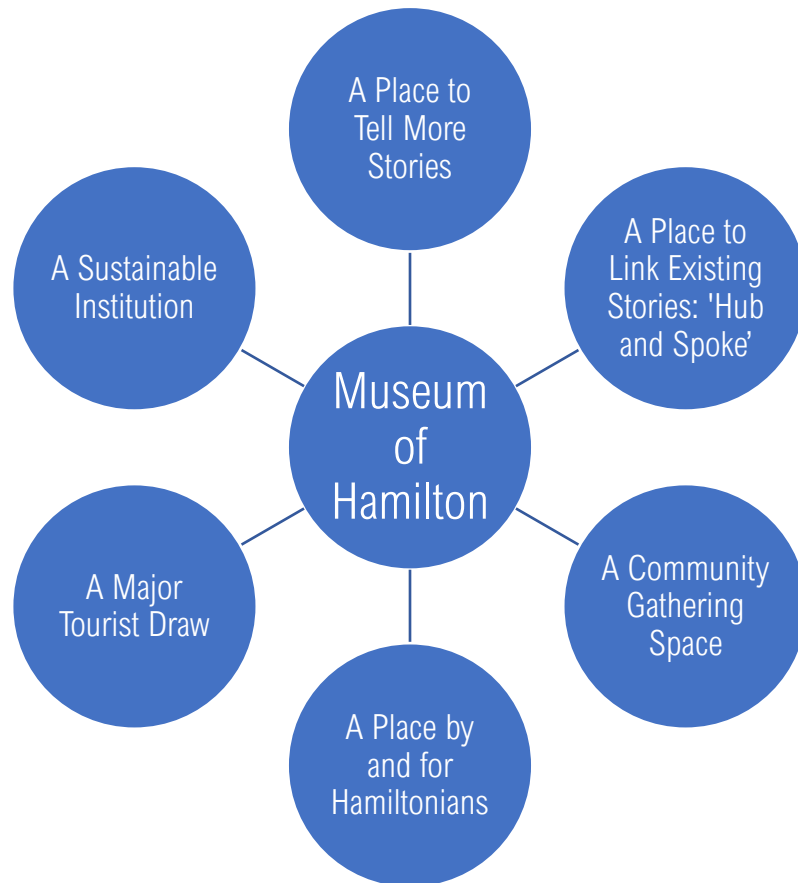 A Place to
Tell More
Stories
A Place to
Link Existing
Stories: 'Hub
and Spoke’
A Community
Gathering
Space
A Place by
and for
Hamiltonians
A Major
Tourist Draw
A Sustainable
Institution
Museum
of
Hamilton